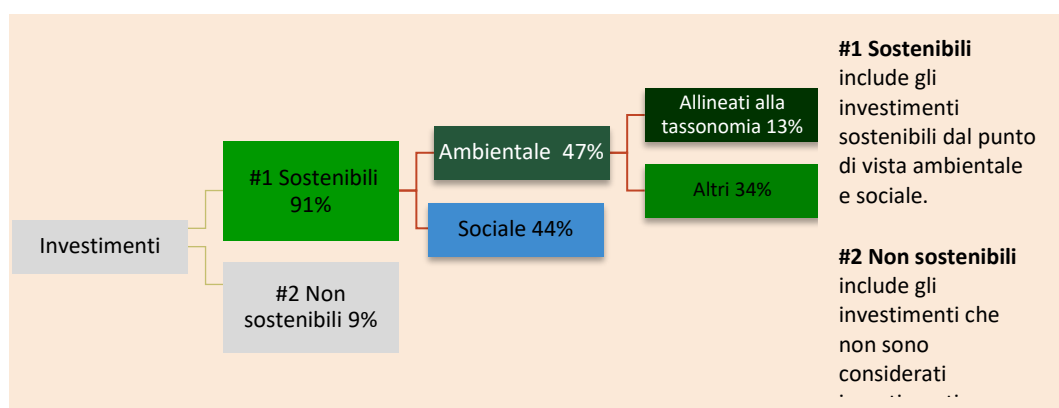 Investimenti
#1 Sostenibili
91%
#2 Non
sostenibili 9%
Ambientale 47%
Sociale 44%
Allineati alla
tassonomia 13%
Altri 34%
#1 Sostenibili
include gli
investimenti
sostenibili dal punto
di vista ambientale
e sociale.
#2 Non sostenibili
include gli
investimenti che
non sono
considerati